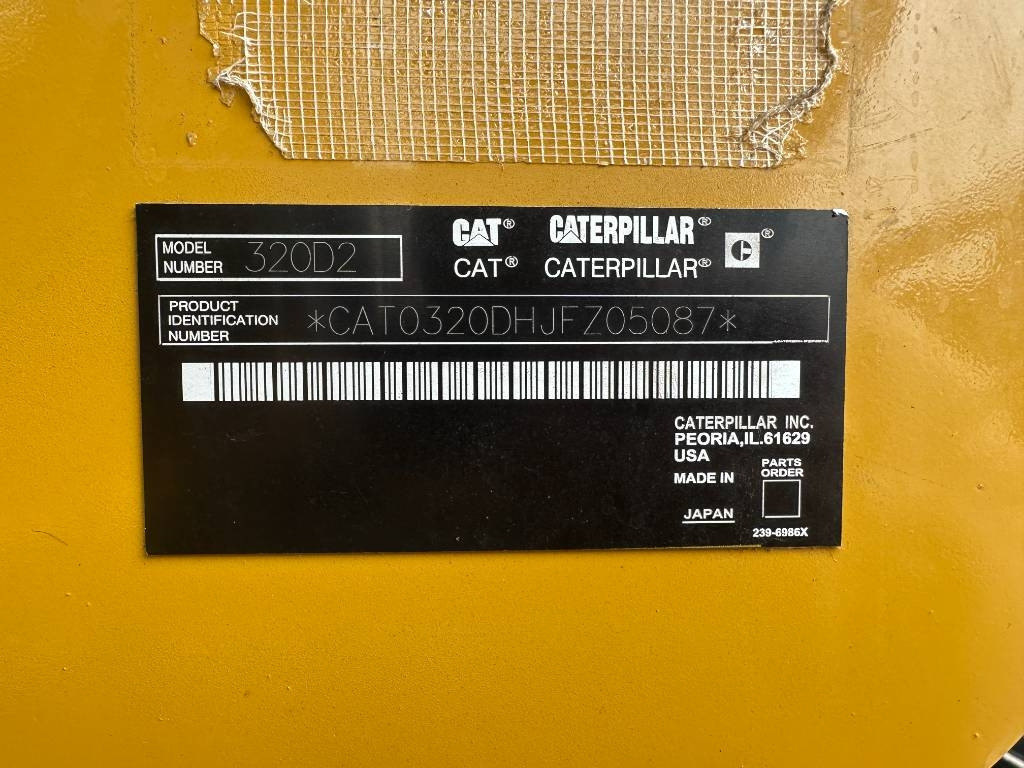 MODEL NUMBER 320D2
CAT® CATERPILLAR® ®
CAT® CATERPILLAR®
PRODUCT
IDENTIFICATION
NUMBER
*CAT0320DHJFZ05087*
CATERPILLAR INC.
PEORIA,IL.61629
USA
MADE IN
JAPAN
PARTS
ORDER
239-6986X